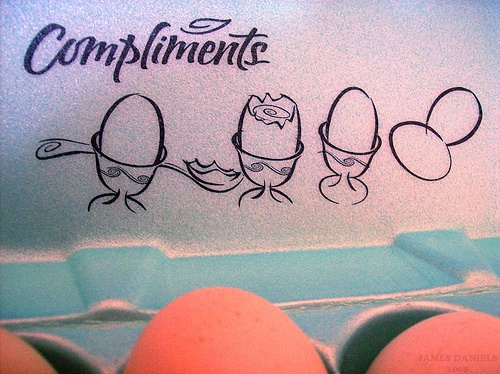 Compliments
JAMES DANIELS
2008